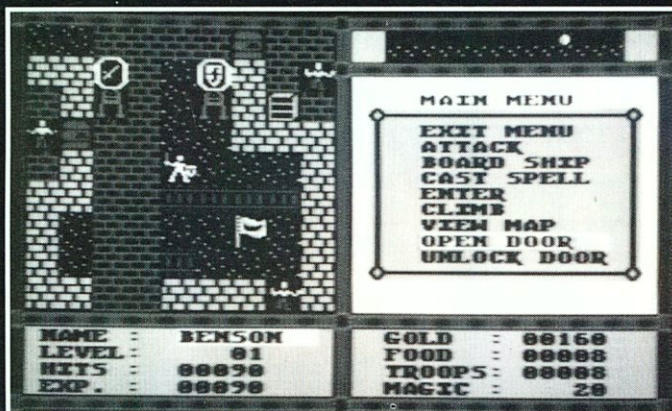 MAIN MENU
EXIT MENU
ATTACK
BOARD SHIP
CAST SPELL
ENTER
CLIMB
VIEW MAP
OPEN DOOR
UNLOCK DOOR
NAME : BENSON
LEVEL: 01
HITS : 00090
EXP. : 00090
GOLD : 00160
FOOD : 00008
TROOPS: 00008
MAGIC : 20